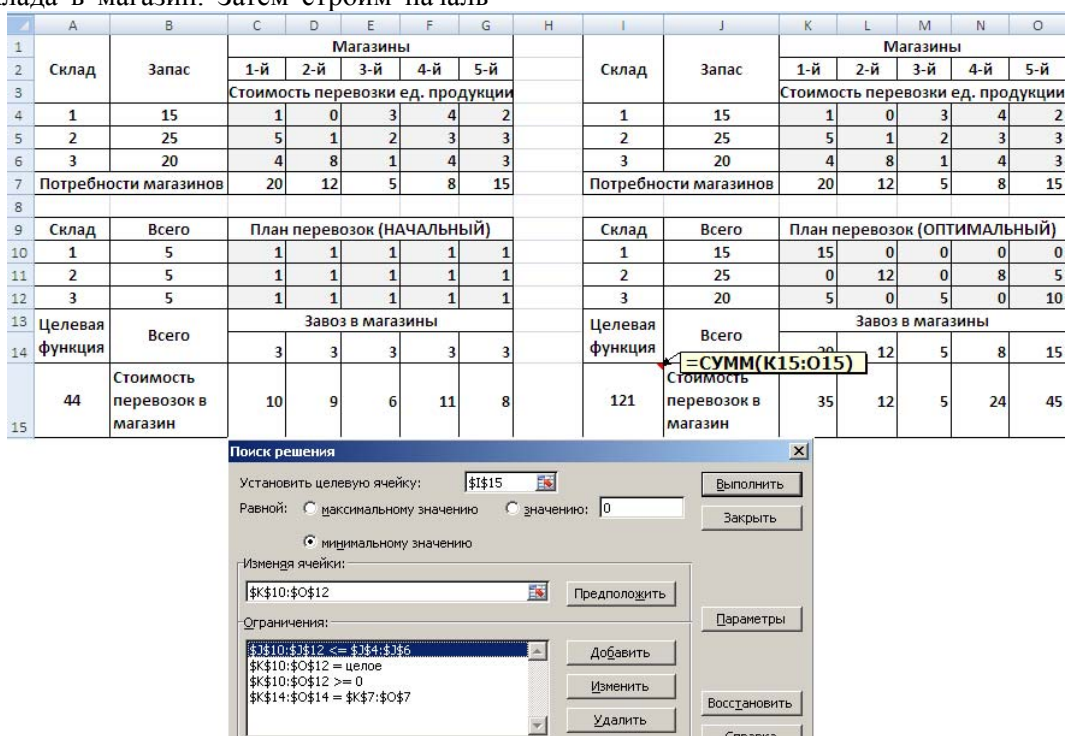 лада в магазин. Затем строим началь
A B C D E F G H I J K L M N O
1 Магазины Магазины
2 Склад Запас 1-й 2-й 3-й 4-й 5-й Склад Запас 1-й 2-й 3-й 4-й 5-й
3 Стоимость перевозки ед. продукции Стоимость перевозки ед. продукции
4 1 15 1 0 3 4 2 1 15 1 0 3 4 2
5 2 25 5 1 2 3 3 2 25 5 1 2 3 3
6 3 20 4 8 1 4 3 3 20 4 8 1 4 3
7 Потребности магазинов 20 12 5 8 15 Потребности магазинов 20 12 5 8 15
8
9 Склад Всего План перевозок (НАЧАЛЬНЫЙ) Склад Всего План перевозок (ОПТИМАЛЬНЫЙ)
10 1 5 1 1 1 1 1 1 15 15 0 0 0 0
11 2 5 1 1 1 1 1 2 25 0 12 0 8 5
12 3 5 1 1 1 1 1 3 20 5 0 5 0 10
13 Целевая Всего Завоз в магазины Целевая Всего Завоз в магазины
14 функция 3 3 3 3 3 функция 20 12 5 8 15
=СУММ(K15:O15)
Стоимость Стоимость
44 перевозок в 10 9 6 11 8 121 перевозок в 35 12 5 24 45
15 магазин магазин
Поиск решения
Установить целевую ячейку: $I$15 Выполнить
Равной: максимальному значению значению: 0 Закрыть
минимальному значению
Изменяя ячейки:
$K$10:$O$12 Предположить
Ограничения: Параметры
$J$10:$J$12 <= $J$4:$J$6 Добавить
$K$10:$O$12 = целое
$K$10:$O$12 >= 0 Изменить
$K$14:$O$14 = $K$7:$O$7 Восстановить
Удалить
Справка